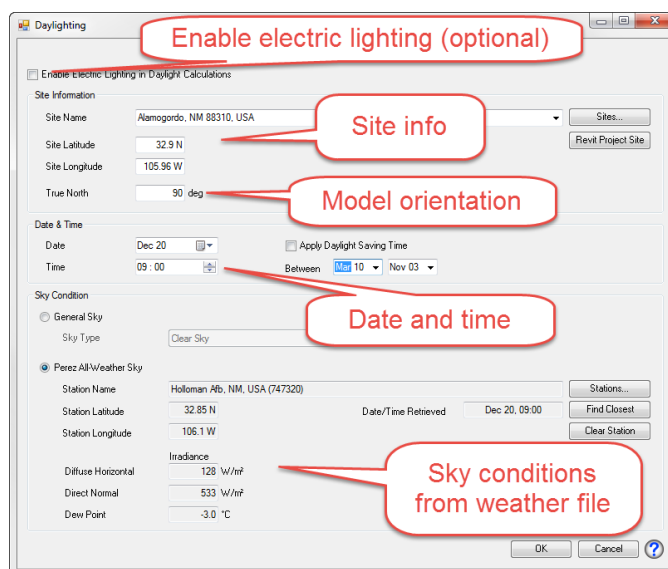 Daylighting
Enable electric lighting (optional)
Enable Electric Lighting in Daylight Calculations
Site Information
Site Name Alamogordo, NM 88310, USA Sites...
Site info
Site Latitude 32.9 N Revit Project Site
Site Longitude 105.96 W
True North 90 deg
Model orientation
Date & Time
Date Dec 20 Apply Daylight Saving Time
Time 09 : 00 Between Mar 10 Nov 03
Date and time
Sky Condition
General Sky
Sky Type Clear Sky
Perez All-Weather Sky
Station Name Holloman Afb, NM, USA (747320) Stations...
Station Latitude 32.85 N Date/Time Retrieved Dec 20, 09:00 Find Closest
Station Longitude 106.1 W Clear Station
Irradiance
Diffuse Horizontal 128 W/m²
Direct Normal 533 W/m²
Dew Point -3.0 °C
Sky conditions
from weather file
OK Cancel ?